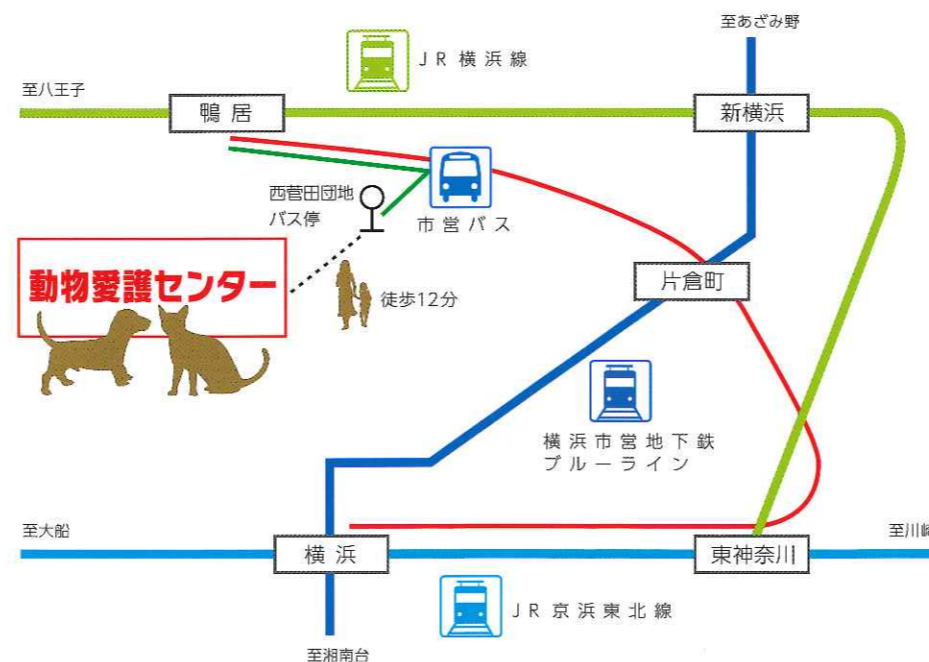 至あざみ野
JR横浜線
至八王子
鴨居
新横浜
西菅田団地
バス停
市営バス
動物愛護センター
徒歩12分
片倉町
横浜市営地下鉄
ブルーライン
至大船
至川崎
横浜
東神奈川
JR京浜東北線
至湘南台